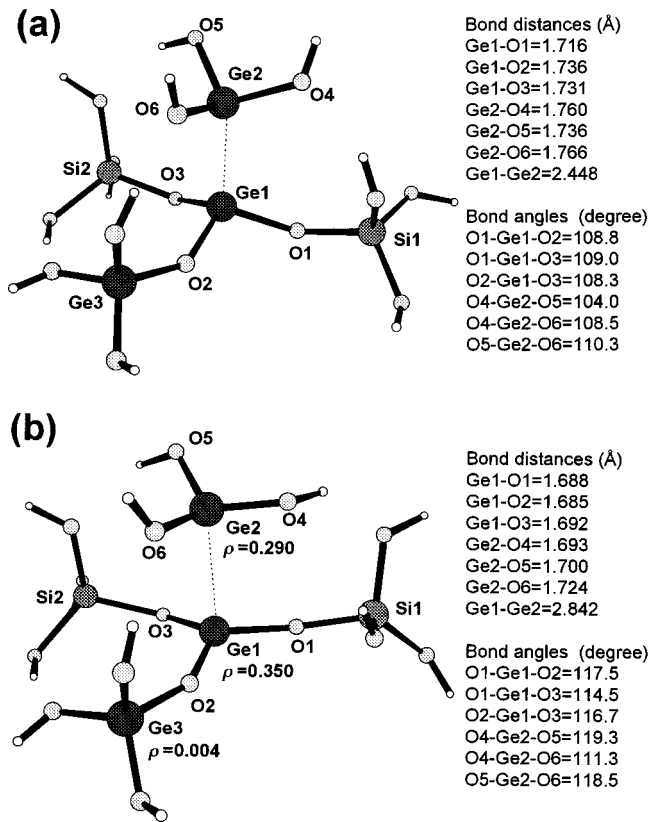 (a)
O5
Ge2
O6
O4
Si2
O3
Ge1
O1
Si1
O2
Ge3
Bond distances (Å)
Ge1-O1=1.716
Ge1-O2=1.736
Ge1-O3=1.731
Ge2-O4=1.760
Ge2-O5=1.736
Ge2-O6=1.766
Ge1-Ge2=2.448
Bond angles (degree)
O1-Ge1-O2=108.8
O1-Ge1-O3=109.0
O2-Ge1-O3=108.3
O4-Ge2-O5=104.0
O4-Ge2-O6=108.5
O5-Ge2-O6=110.3
(b)
O5
Ge2
O4
O6
ρ=0.290
Si2
O3
Ge1
O1
Si1
ρ=0.350
O2
Ge3
ρ=0.004
Bond distances (Å)
Ge1-O1=1.688
Ge1-O2=1.685
Ge1-O3=1.692
Ge2-O4=1.693
Ge2-O5=1.700
Ge2-O6=1.724
Ge1-Ge2=2.842
Bond angles (degree)
O1-Ge1-O2=117.5
O1-Ge1-O3=114.5
O2-Ge1-O3=116.7
O4-Ge2-O5=119.3
O4-Ge2-O6=111.3
O5-Ge2-O6=118.5